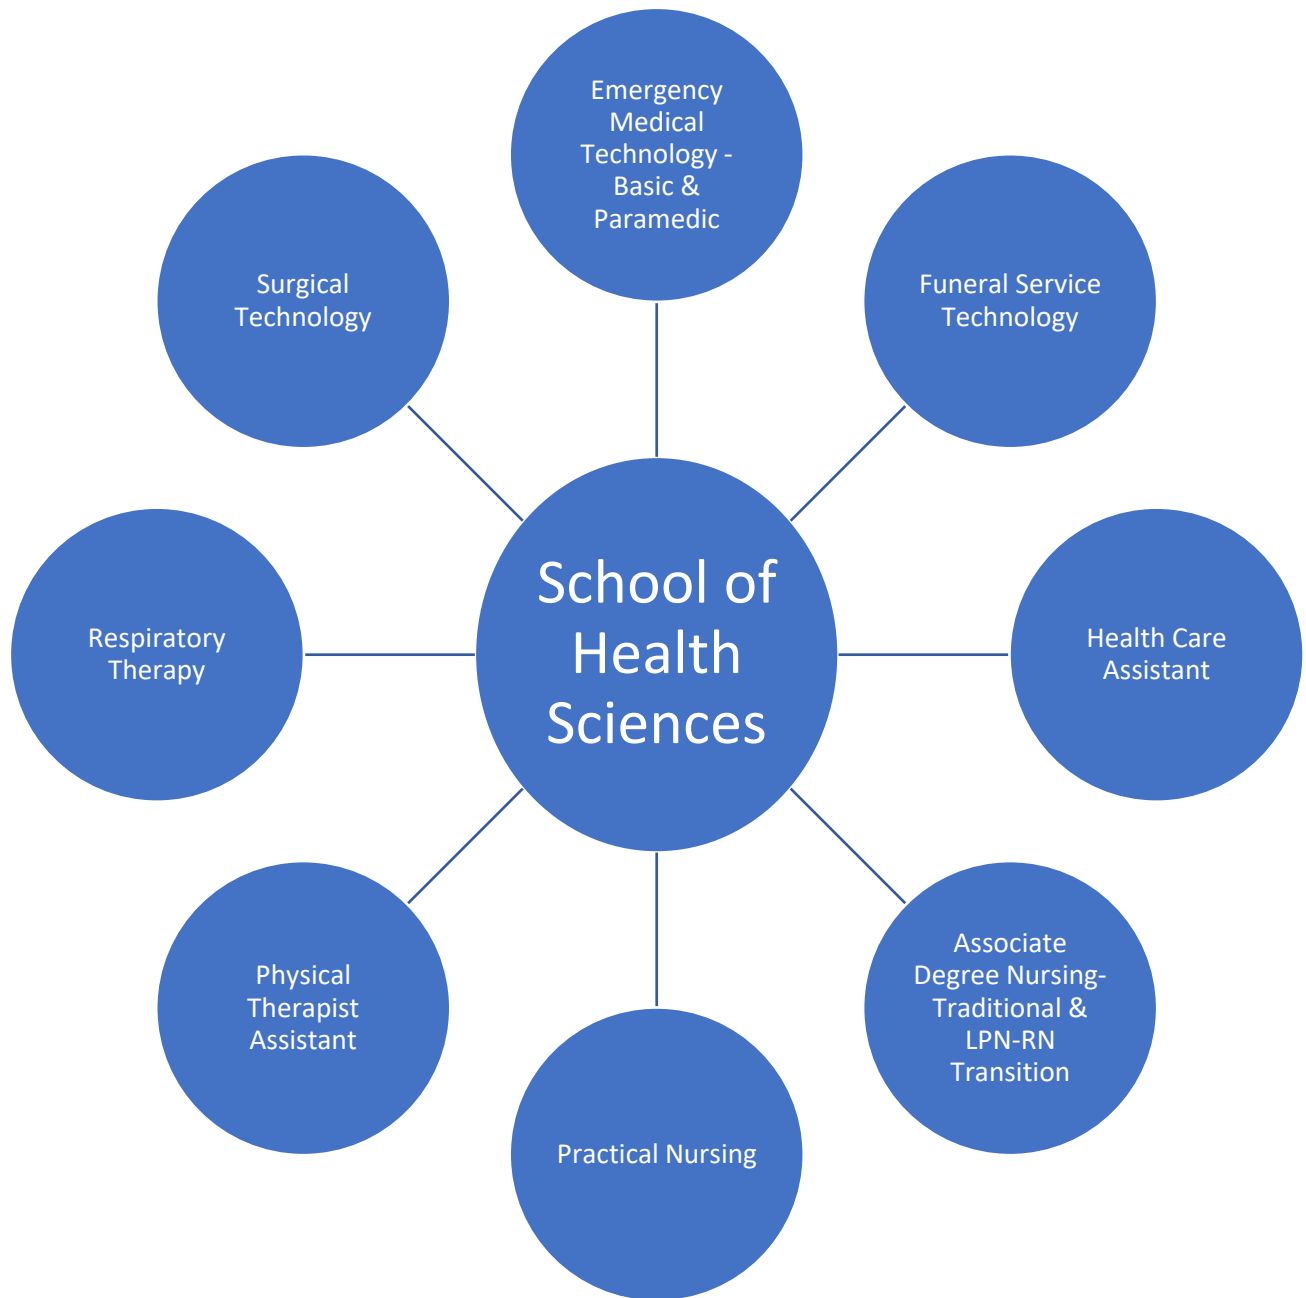 Emergency
Medical
Technology -
Basic &
Paramedic
Funeral Service
Technology
Health Care
Assistant
Associate
Degree Nursing-
Traditional &
LPN-RN
Transition
Practical Nursing
Physical
Therapist
Assistant
Respiratory
Therapy
Surgical
Technology
School of
Health
Sciences